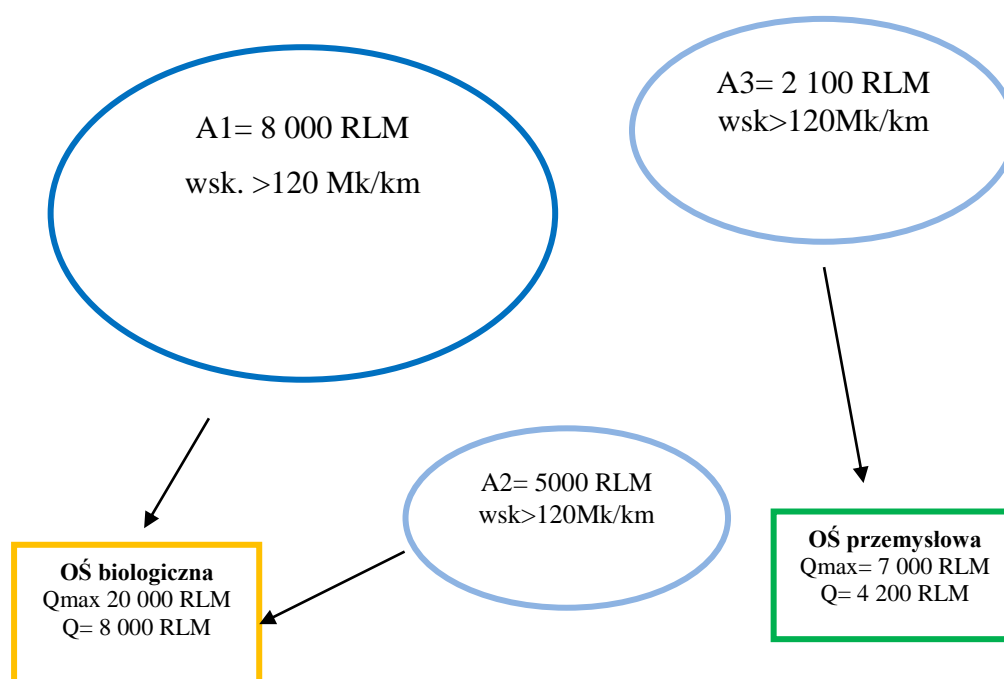 A1= 8 000 RLM
wsk. >120 Mk/km
A3= 2 100 RLM
wsk>120Mk/km
A2= 5000 RLM
wsk>120Mk/km
OŚ biologiczna
Qmax 20 000 RLM
Q= 8 000 RLM
OŚ przemysłowa
Qmax= 7 000 RLM
Q= 4 200 RLM